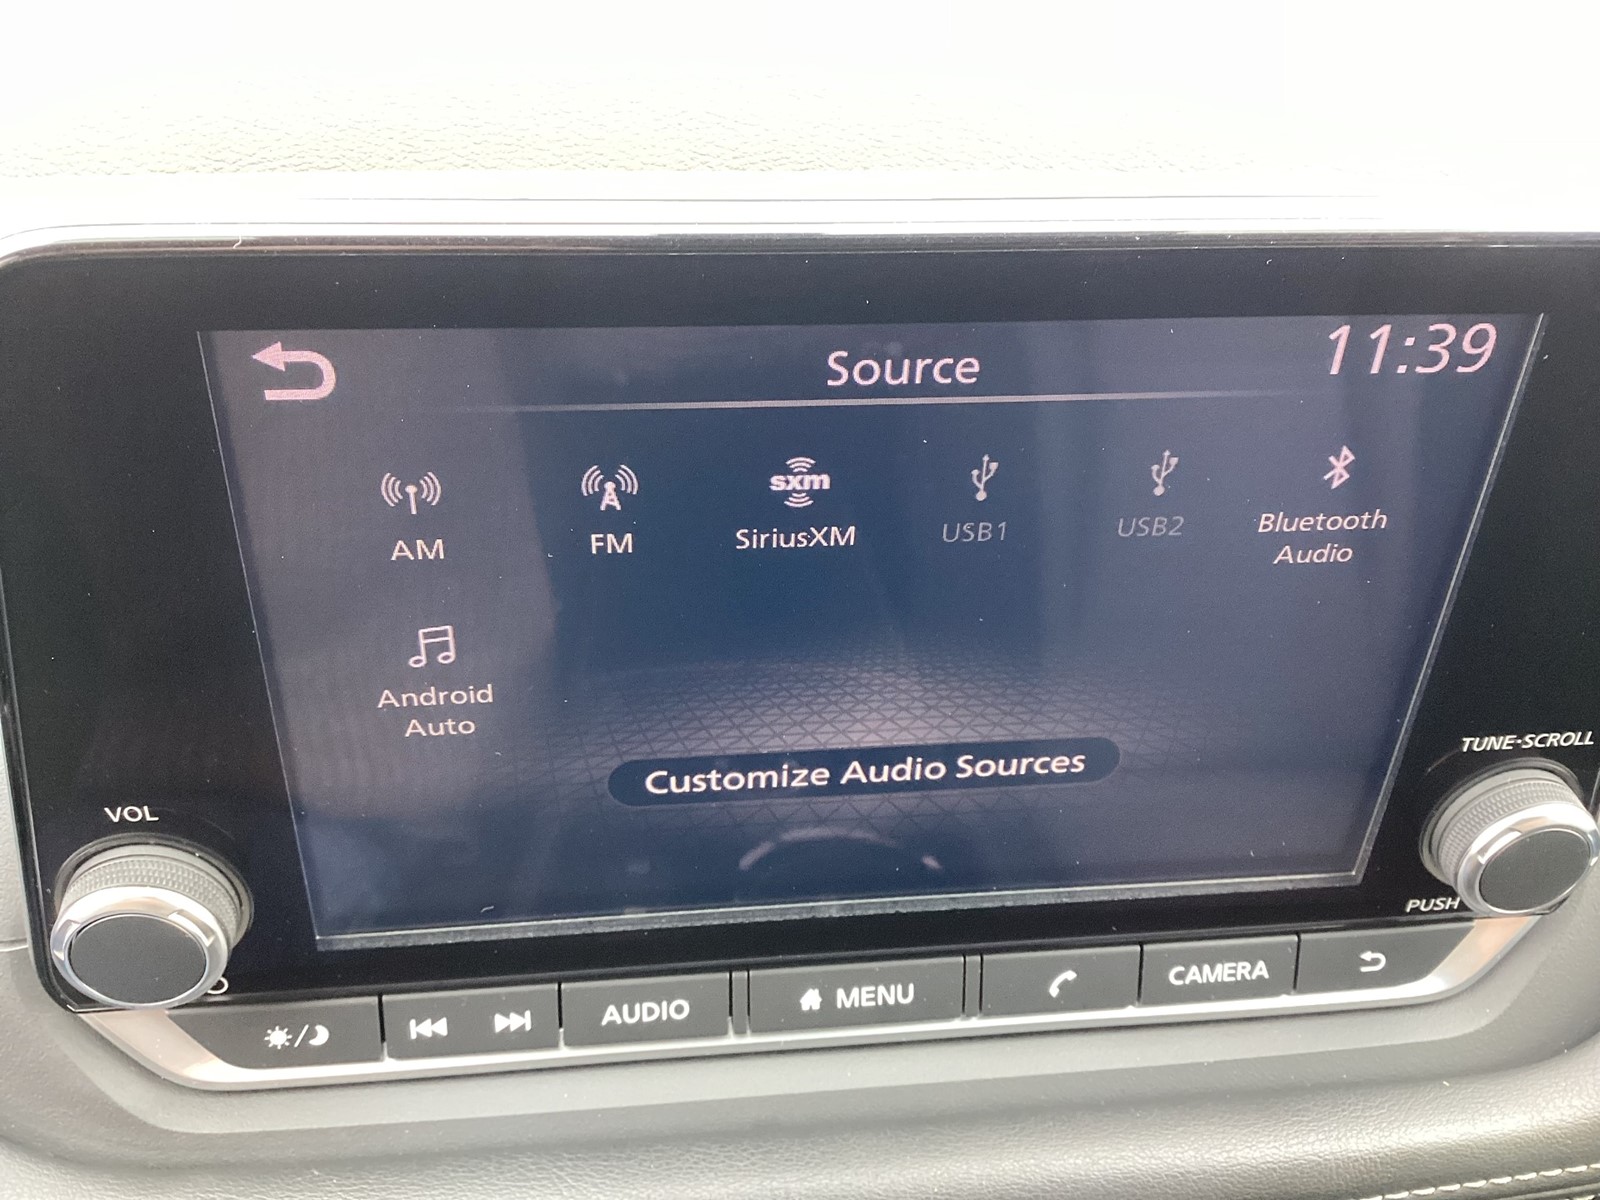 Source
11:39
AM
FM
sxm
SiriusXM
USB1
USB2
Bluetooth
Audio
Android
Auto
Customize Audio Sources
VOL
TUNE·SCROLL
PUSH
AUDIO
MENU
CAMERA